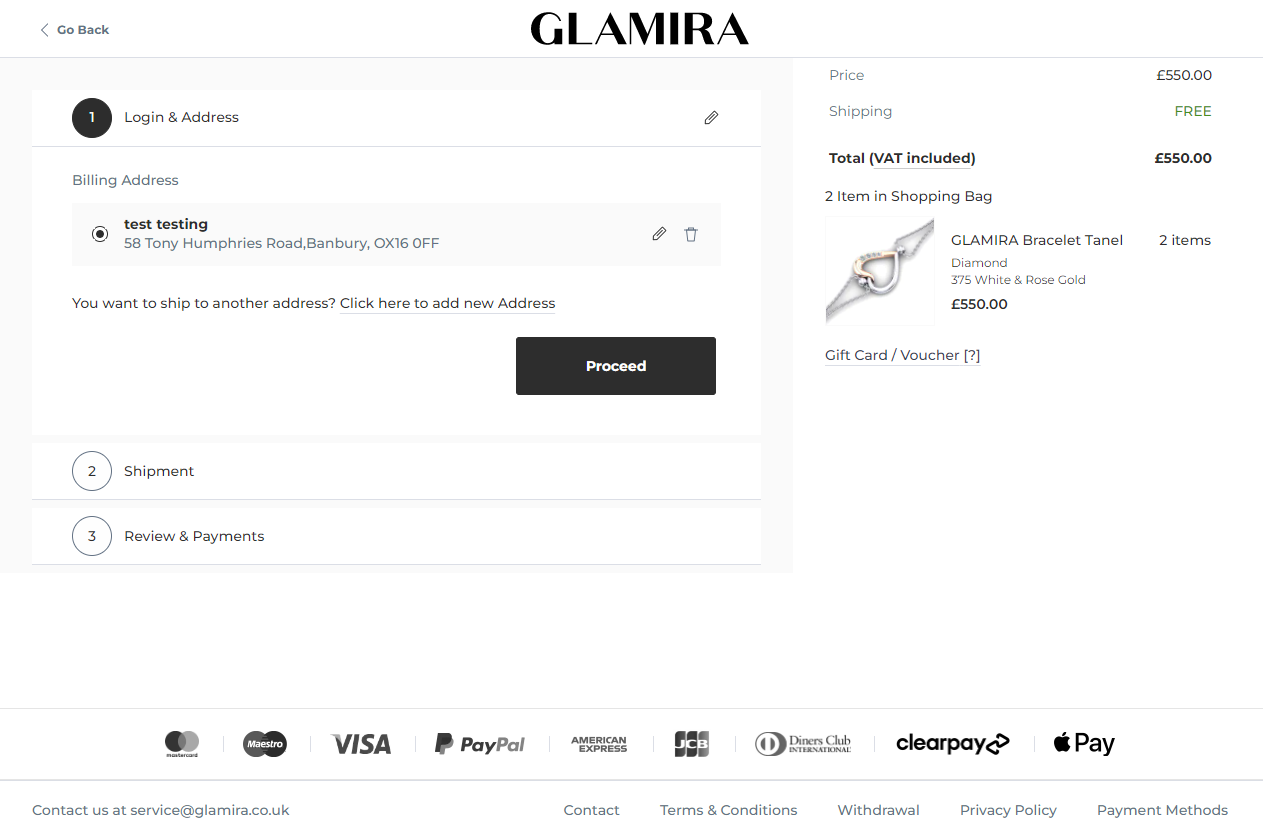 Go Back
GLAMIRA
1
Login & Address
Billing Address
test testing
58 Tony Humphries Road,Banbury, OX16 0FF
You want to ship to another address? Click here to add new Address
Proceed
2
Shipment
3
Review & Payments
Price £550.00
Shipping FREE
Total (VAT included) £550.00
2 Item in Shopping Bag
GLAMIRA Bracelet Tanel 2 items
Diamond
375 White & Rose Gold
£550.00
Gift Card / Voucher [?]
mastercard
Maestro
VISA
PayPal
AMERICAN
EXPRESS
JCB
Diners Club
INTERNATIONAL
clearpay
Pay
Contact us at service@glamira.co.uk
Contact
Terms & Conditions
Withdrawal
Privacy Policy
Payment Methods